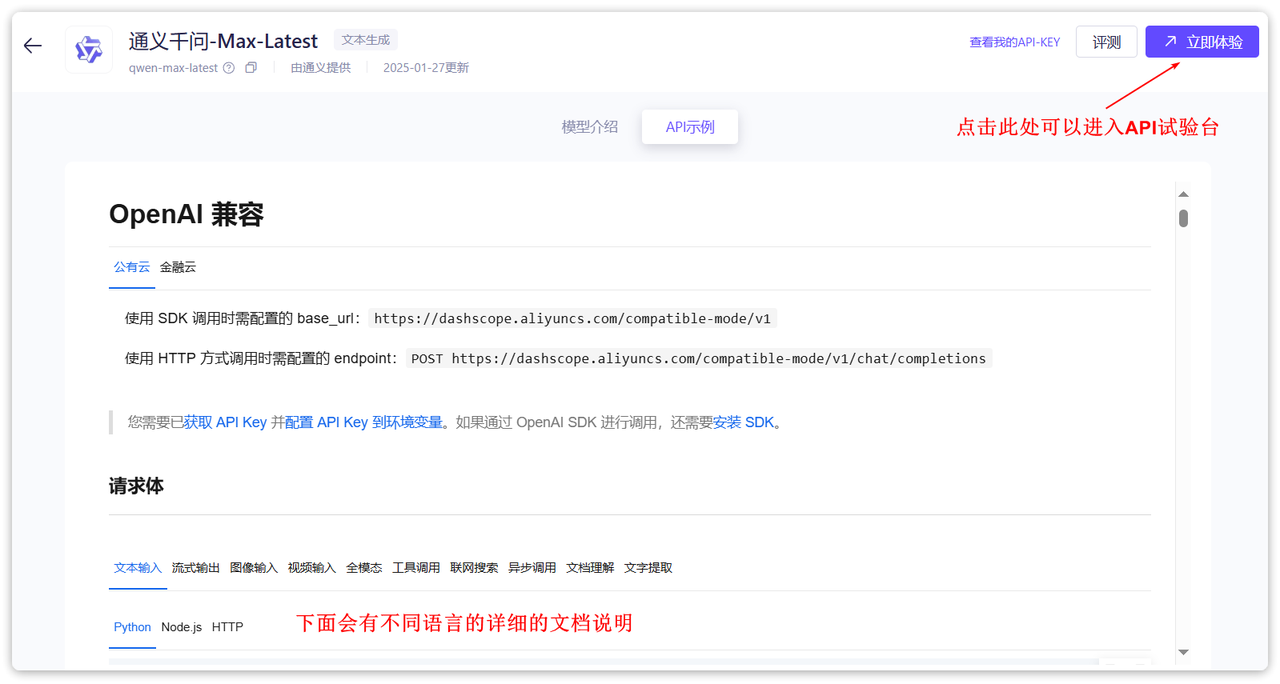 通义千问-Max-Latest 文本生成
查看我的API-KEY 评测 立即体验
qwen-max-latest 由通义提供 2025-01-27更新
点击此处可以进入API试验台
模型介绍 API示例
OpenAI 兼容
公有云 金融云
使用 SDK 调用时需配置的 base_url： https://dashscope.aliyuncs.com/compatible-mode/v1
使用 HTTP 方式调用时需配置的 endpoint： POST https://dashscope.aliyuncs.com/compatible-mode/v1/chat/completions
您需要已获取 API Key 并配置 API Key 到环境变量。如果通过 OpenAI SDK 进行调用，还需要安装 SDK。
请求体
文本输入 流式输出 图像输入 视频输入 全模态 工具调用 联网搜索 异步调用 文档理解 文字提取
Python Node.js HTTP
下面会有不同语言的详细的文档说明